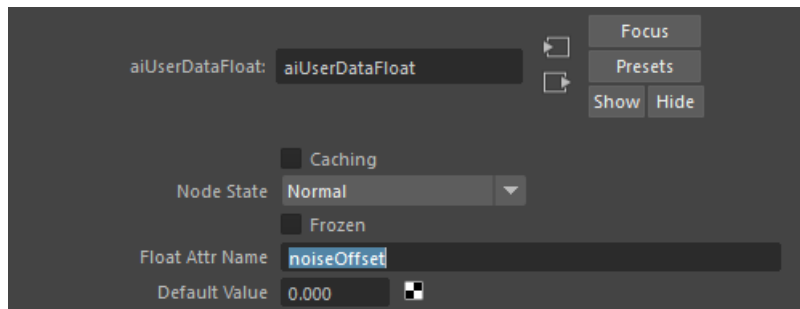 Focus
aiUserDataFloat: aiUserDataFloat
Presets
Show Hide
Caching
Node State Normal
Frozen
Float Attr Name noiseOffset
Default Value 0.000